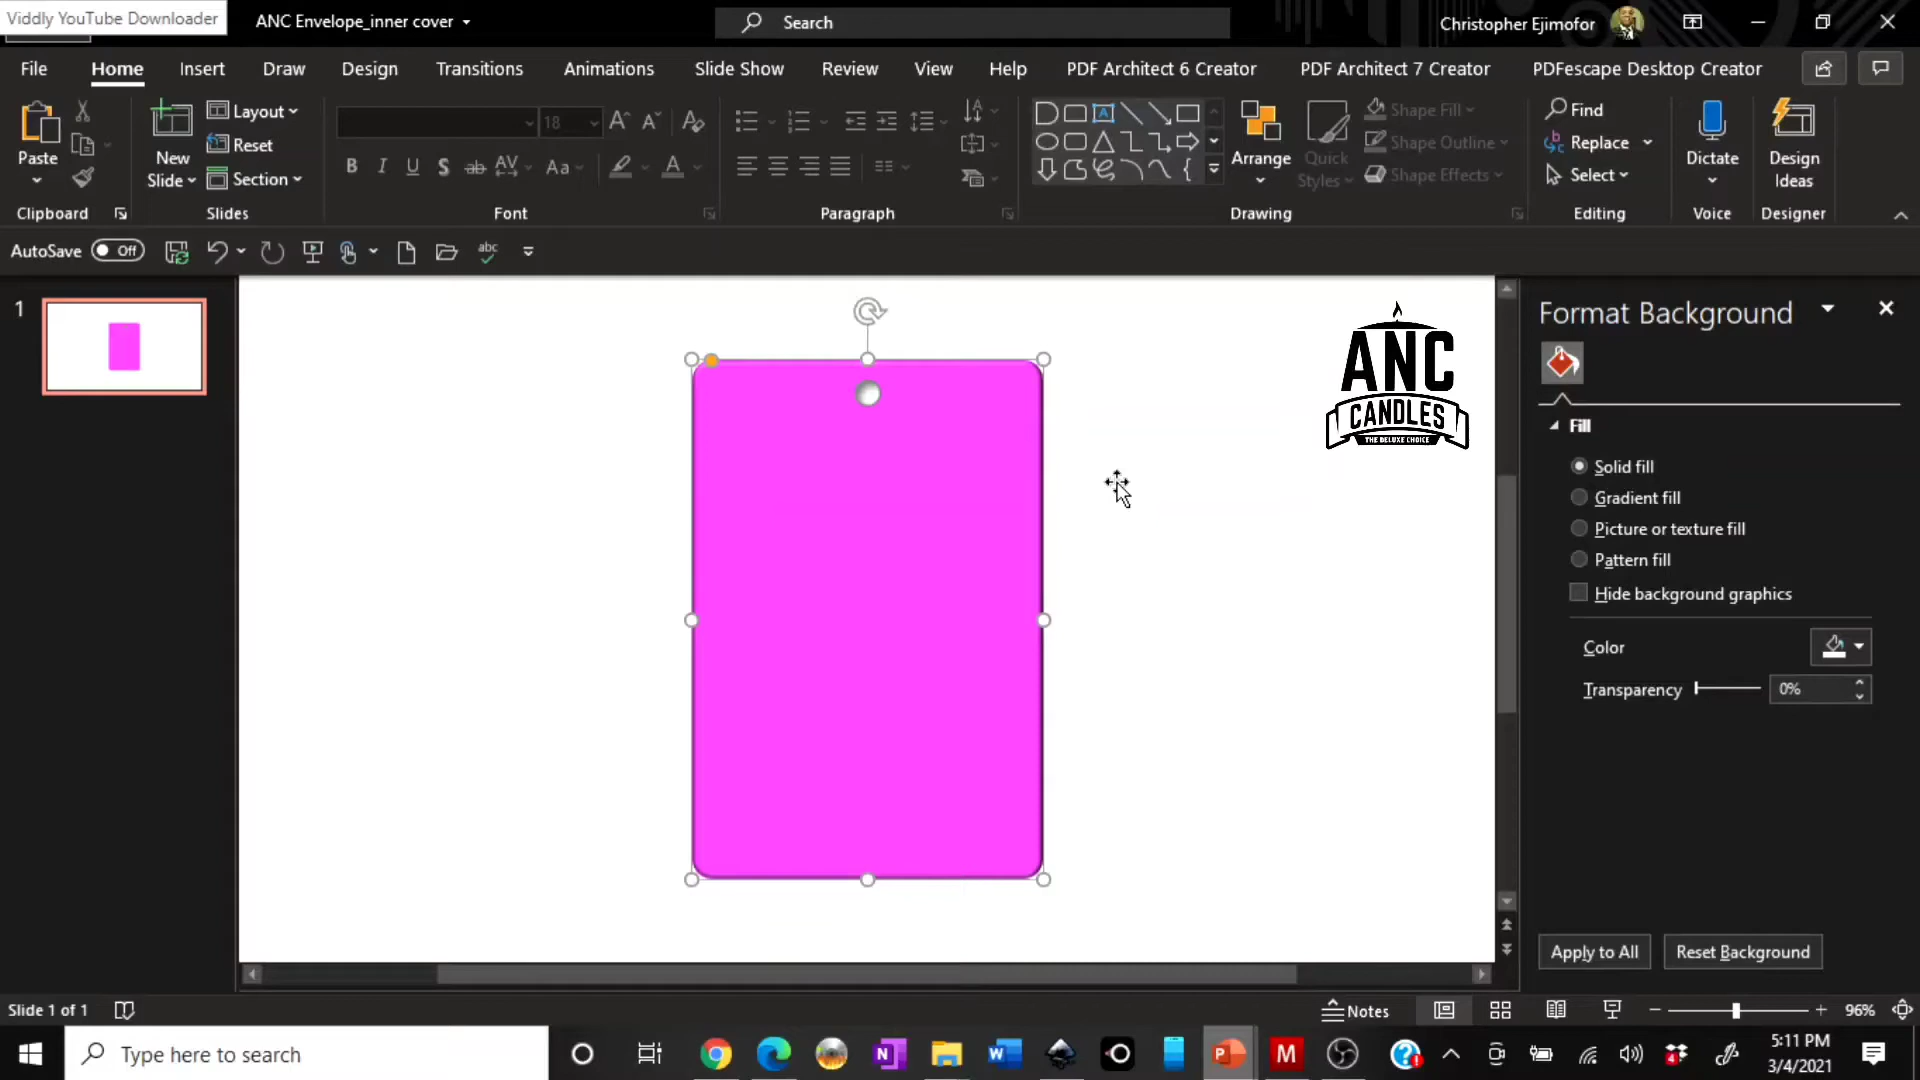 Viddly YouTube Downloader
ANC Envelope_inner cover
Search
Christopher Ejimofor
File Home Insert Draw Design Transitions Animations Slide Show Review View Help PDF Architect 6 Creator PDF Architect 7 Creator PDFescape Desktop Creator
Paste
New Slide
Layout
Reset
Section
18
Shape Fill
Shape Outline
Shape Effects
Arrange
Quick Styles
Find
Replace
Select
Dictate
Design Ideas
Clipboard Slides Font Paragraph Drawing Editing Voice Designer
AutoSave Off
1
ANC
CANDLES
THE DELUXE CHOICE
Format Background
Fill
Solid fill
Gradient fill
Picture or texture fill
Pattern fill
Hide background graphics
Color
Transparency 0%
Apply to All Reset Background
Slide 1 of 1
Notes
96%
Type here to search
5:11 PM
3/4/2021